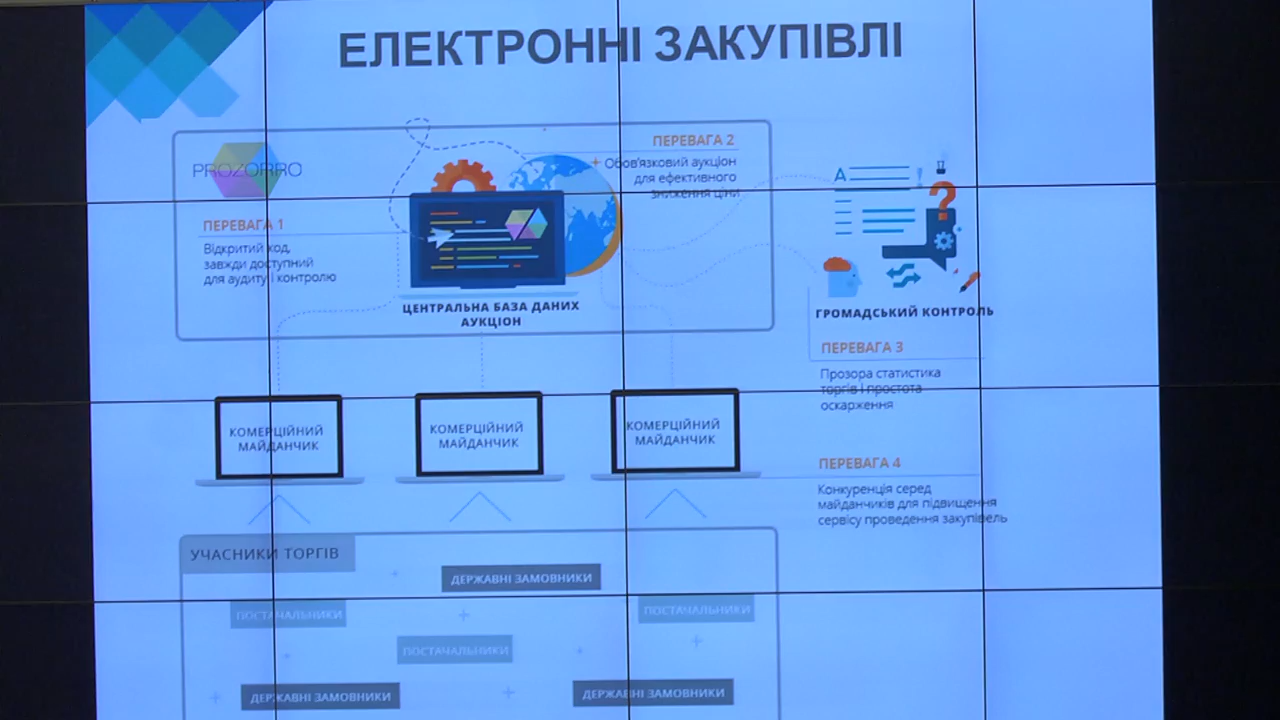 ЕЛЕКТРОННІ ЗАКУПІВЛІ
PROZORRO
ПЕРЕВАГА 1
Відкритий код,
завжди доступний
для аудиту і контролю
ПЕРЕВАГА 2
+ Обов'язковий аукціон
для ефективного
зниження ціни
ЦЕНТРАЛЬНА БАЗА ДАНИХ
АУКЦІОН
A
!
?
ГРОМАДСЬКИЙ КОНТРОЛЬ
ПЕРЕВАГА 3
Прозора статистика
торгів і простота
оскарження
КОМЕРЦІЙНИЙ
МАЙДАНЧИК
КОМЕРЦІЙНИЙ
МАЙДАНЧИК
КОМЕРЦІЙНИЙ
МАЙДАНЧИК
ПЕРЕВАГА 4
Конкуренція серед
майданчиків для підвищення
сервісу проведення закупівель
УЧАСНИКИ ТОРГІВ
ДЕРЖАВНІ ЗАМОВНИКИ
ПОСТАЧАЛЬНИКИ
ПОСТАЧАЛЬНИКИ
ПОСТАЧАЛЬНИКИ
ДЕРЖАВНІ ЗАМОВНИКИ
ДЕРЖАВНІ ЗАМОВНИКИ